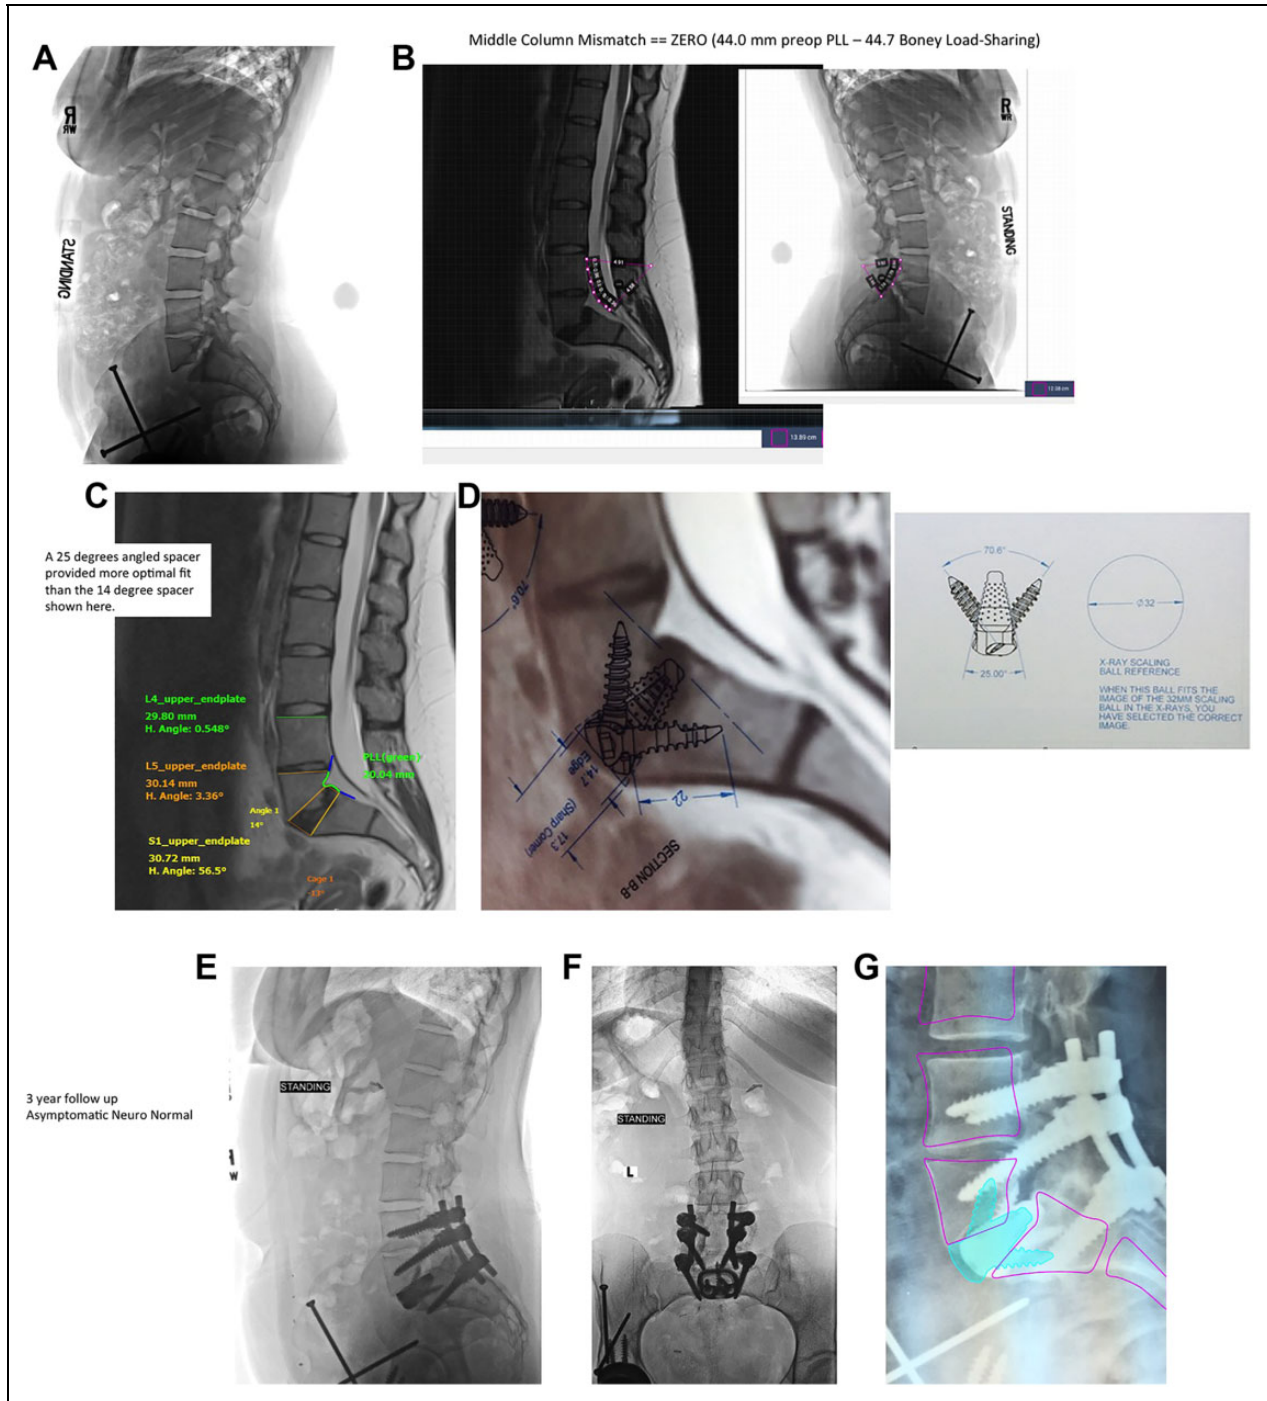 Middle Column Mismatch == ZERO (44.0 mm preop PLL – 44.7 Boney Load-Sharing)
A
B
R
WR
STANDING
R
WR
STANDING
13.89 cm
C
D
A 25 degrees angled spacer
provided more optimal fit
than the 14 degree spacer
shown here.
L4_upper_endplate
29.80 mm
H. Angle: 0.548°
L5_upper_endplate
30.14 mm
H. Angle: 3.36°
PLL(green)
Angle 1
14°
S1_upper_endplate
30.72 mm
H. Angle: 56.5°
Cage 1
70.6°
14.7
Edge
17.3
(Sharp Corner)
22
SECTION B-B
70.6°
25.00°
∅32
X-RAY SCALING
BALL REFERENCE
WHEN THIS BALL FITS THE
IMAGE OF THE 32MM SCALING
BALL IN THE X-RAYS, YOU
HAVE SELECTED THE CORRECT
IMAGE.
E
F
G
3 year follow up
Asymptomatic Neuro Normal
STANDING
STANDING
L